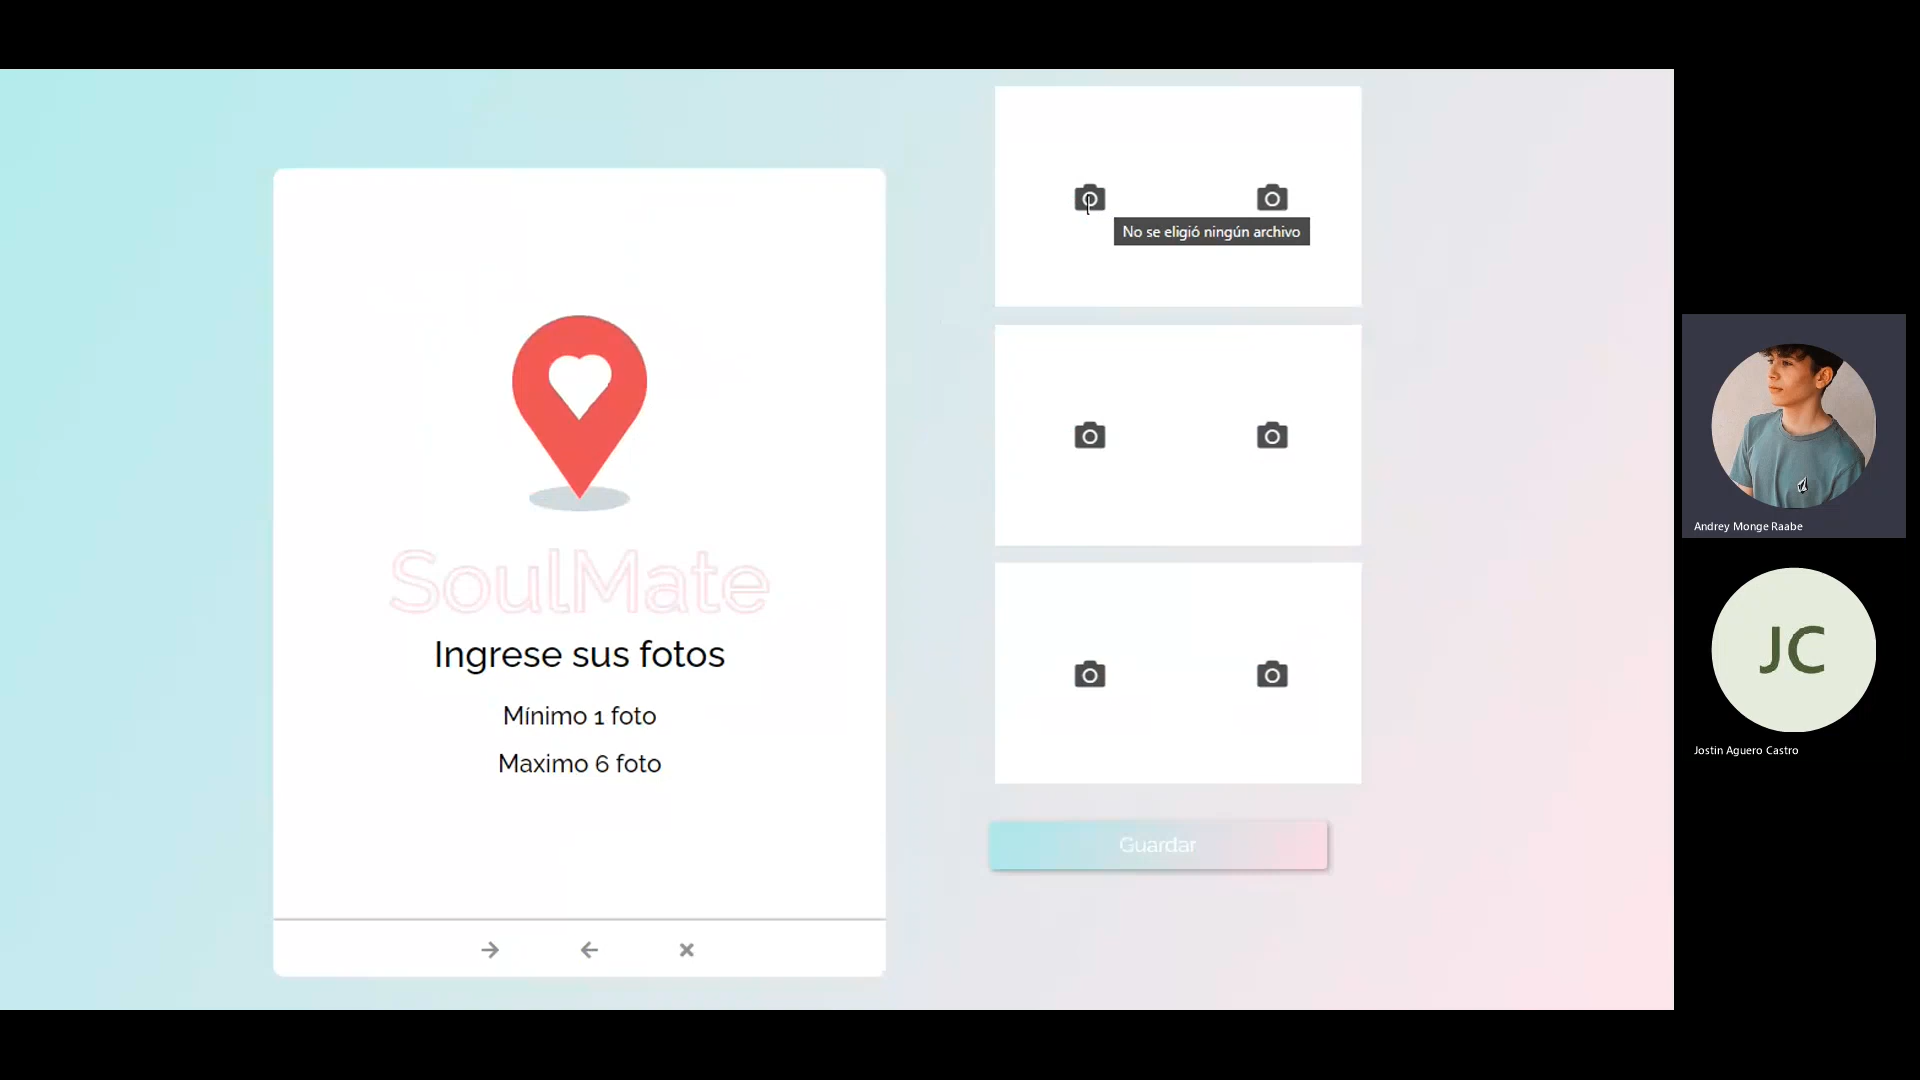 SoulMate
Ingrese sus fotos
Mínimo 1 foto
Maximo 6 foto
No se eligió ningún archivo
Guardar
Andrey Monge Raabe
JC
Jostin Aguero Castro